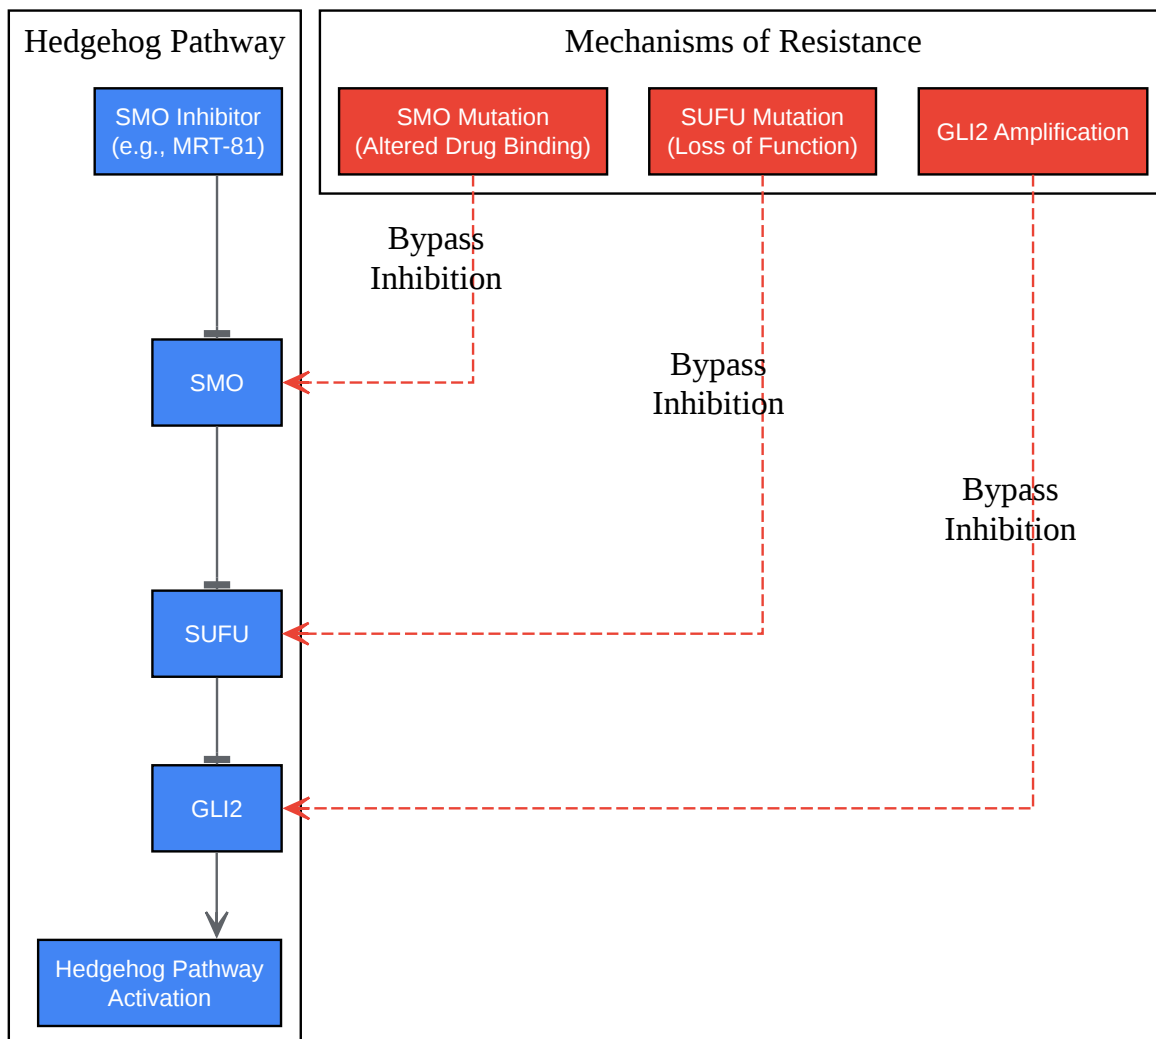 Hedgehog Pathway
Mechanisms of Resistance
SMO Inhibitor
(e.g., MRT-81)
SMO Mutation
(Altered Drug Binding)
SUFU Mutation
(Loss of Function)
GLI2 Amplification
Bypass
Inhibition
SMO
Bypass
Inhibition
Bypass
Inhibition
SUFU
GLI2
Hedgehog Pathway
Activation